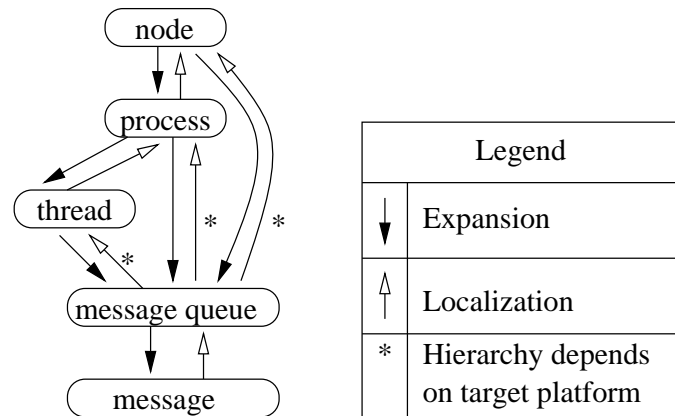 node
process
thread
*
*
*
message queue
message
Legend
Expansion
Localization
* Hierarchy depends
on target platform